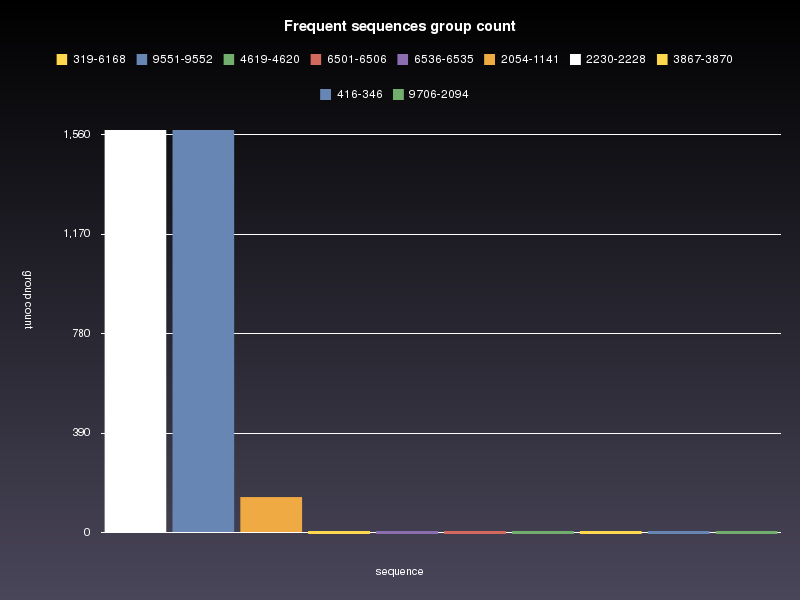 Frequent sequences group count
319-6168 9551-9552 4619-4620 6501-6506 6536-6535 2054-1141 2230-2228 3867-3870
416-346 9706-2094
1,560
1,170
780
390
0
group count
sequence